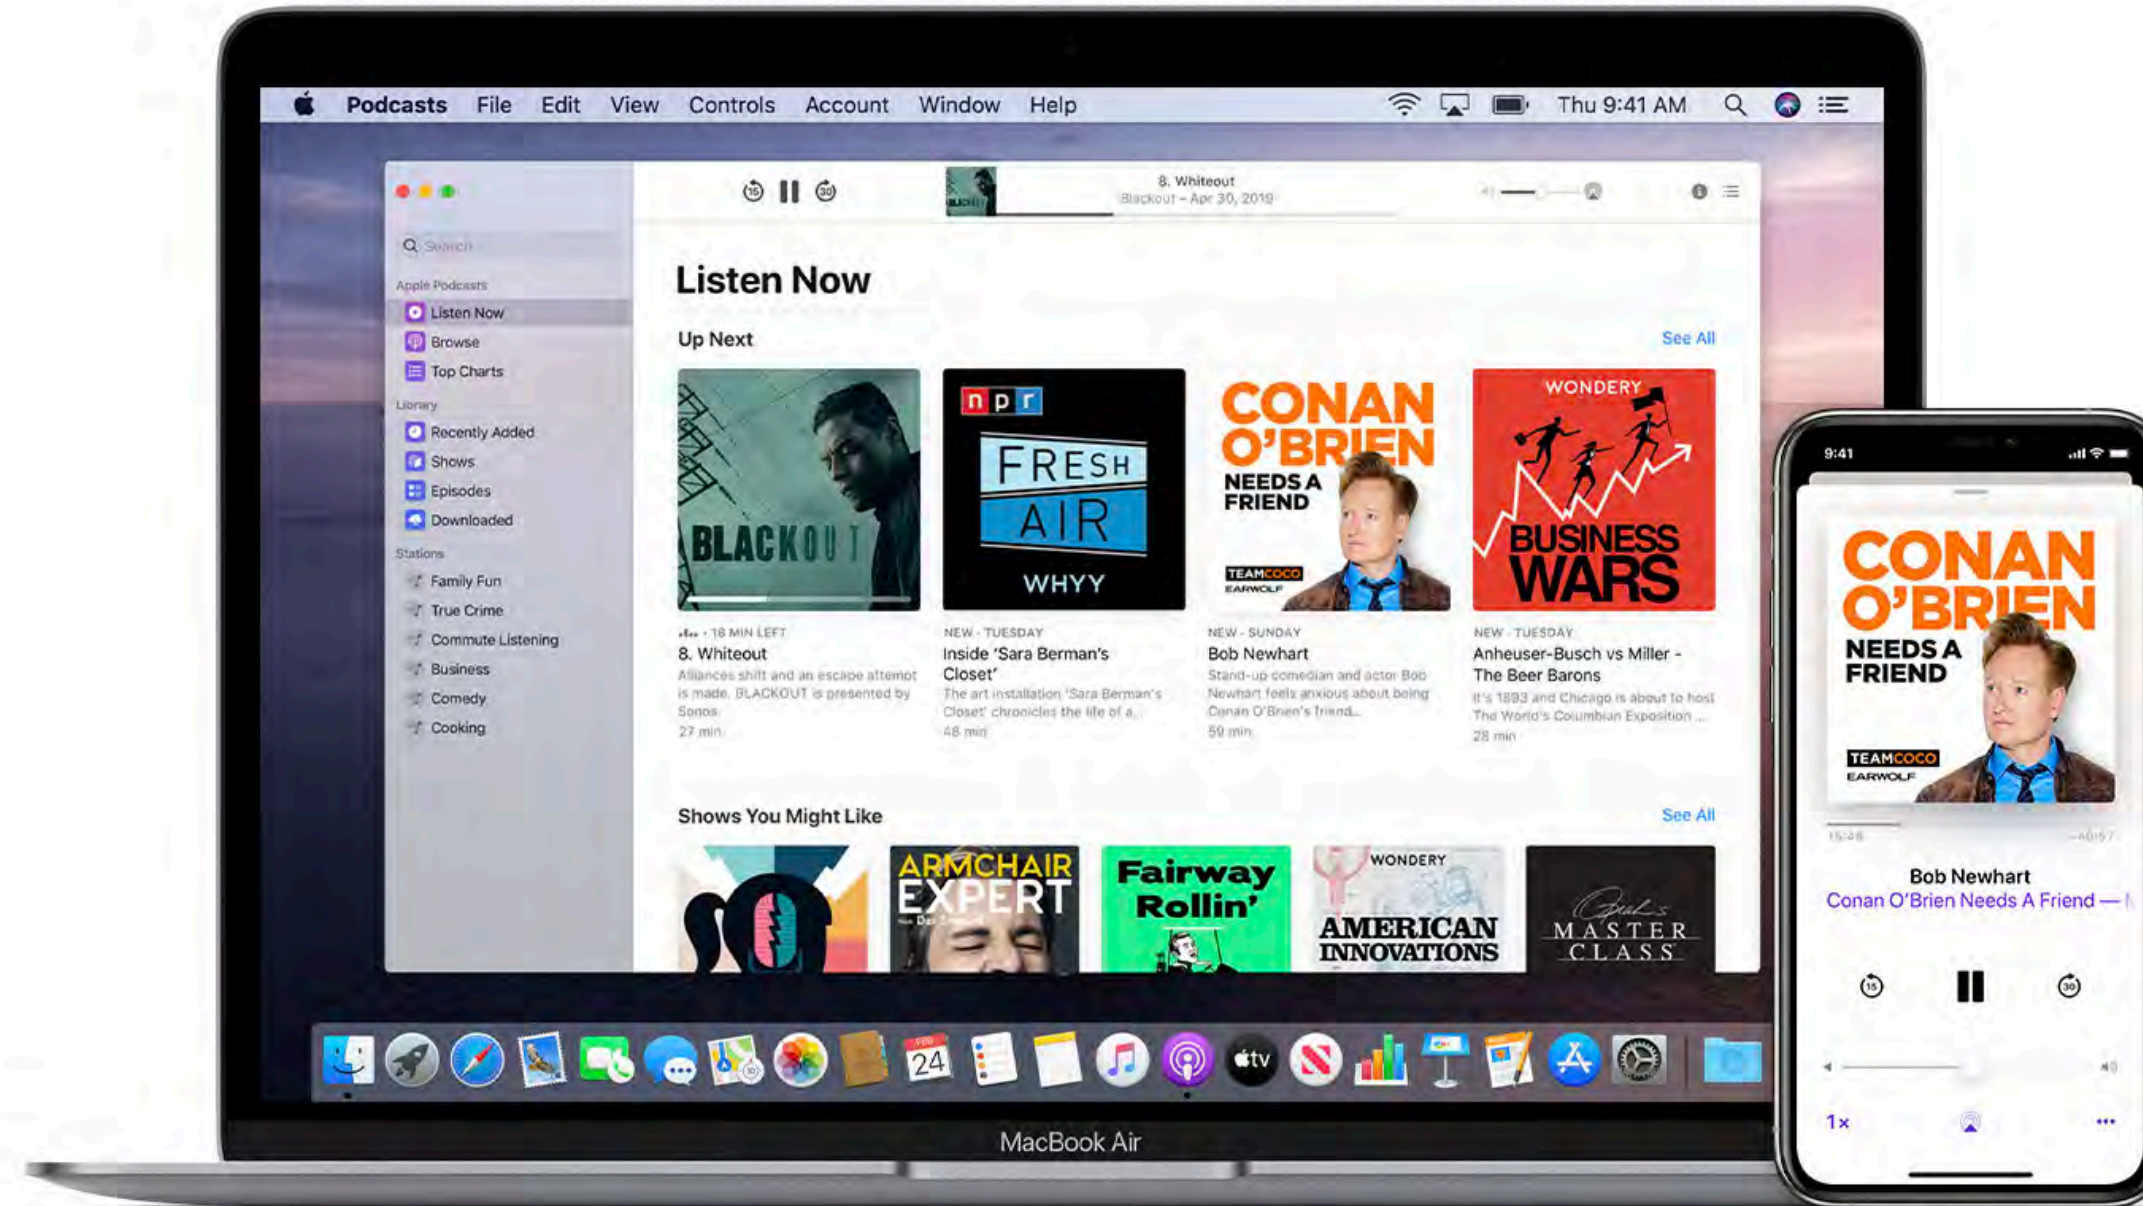 Podcasts File Edit View Controls Account Window Help
Thu 9:41 AM
15
30
8. Whiteout
Blackout – Apr 30, 2019
Search
Apple Podcasts
Listen Now
Browse
Top Charts
Library
Recently Added
Shows
Episodes
Downloaded
Stations
Family Fun
True Crime
Commute Listening
Business
Comedy
Cooking
Listen Now
Up Next
See All
BLACKOUT
18 MIN LEFT
8. Whiteout
Alliances shift and an escape attempt
is made. BLACKOUT is presented by
Sonos.
27 min
npr
FRESH
AIR
WHYY
NEW - TUESDAY
Inside ‘Sara Berman’s
Closet’
The art installation ‘Sara Berman’s
Closet’ chronicles the life of a...
48 min
CONAN
O’BRIEN
NEEDS A
FRIEND
TEAMCOCO
EARWOLF
NEW - SUNDAY
Bob Newhart
Stand-up comedian and actor Bob
Newhart feels anxious about being
Conan O’Brien’s friend...
59 min
WONDERY
BUSINESS
WARS
NEW - TUESDAY
Anheuser-Busch vs Miller -
The Beer Barons
It’s 1893 and Chicago is about to host
The World’s Columbian Exposition ...
28 min
Shows You Might Like
See All
ARMCHAIR
EXPERT
Fairway
Rollin’
WONDERY
AMERICAN
INNOVATIONS
Oprah's
MASTER
CLASS
FEB
24
tv
MacBook Air
9:41
CONAN
O’BRIEN
NEEDS A
FRIEND
TEAMCOCO
EARWOLF
Bob Newhart
Conan O’Brien Needs A Friend —
15
30
1x